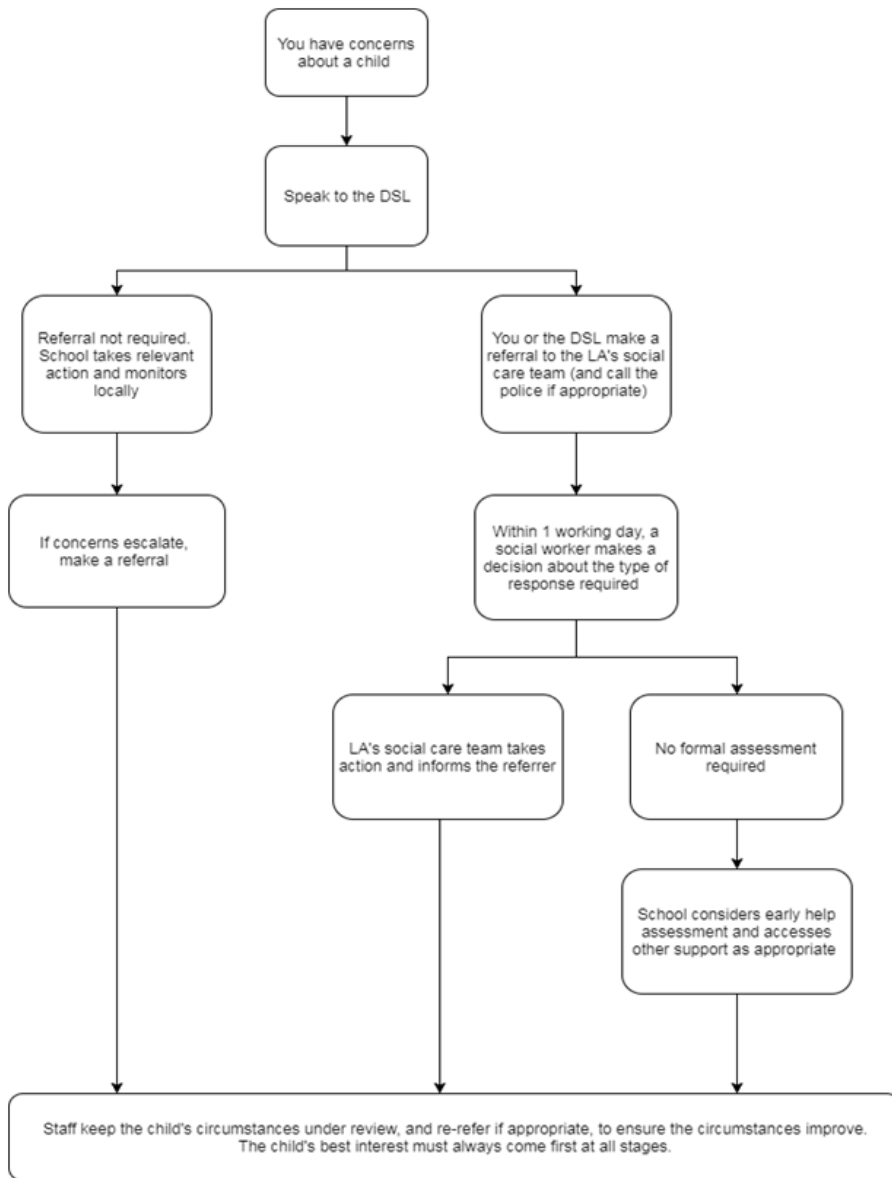 You have concerns
about a child
Speak to the DSL
Referral not required.
School takes relevant
action and monitors
locally
You or the DSL make a
referral to the LA's social
care team (and call the
police if appropriate)
If concerns escalate,
make a referral
Within 1 working day, a
social worker makes a
decision about the type of
response required
LA's social care team takes
action and informs the referrer
No formal assessment
required
School considers early help
assessment and accesses
other support as appropriate
Staff keep the child's circumstances under review, and re-refer if appropriate, to ensure the circumstances improve.
The child's best interest must always come first at all stages.